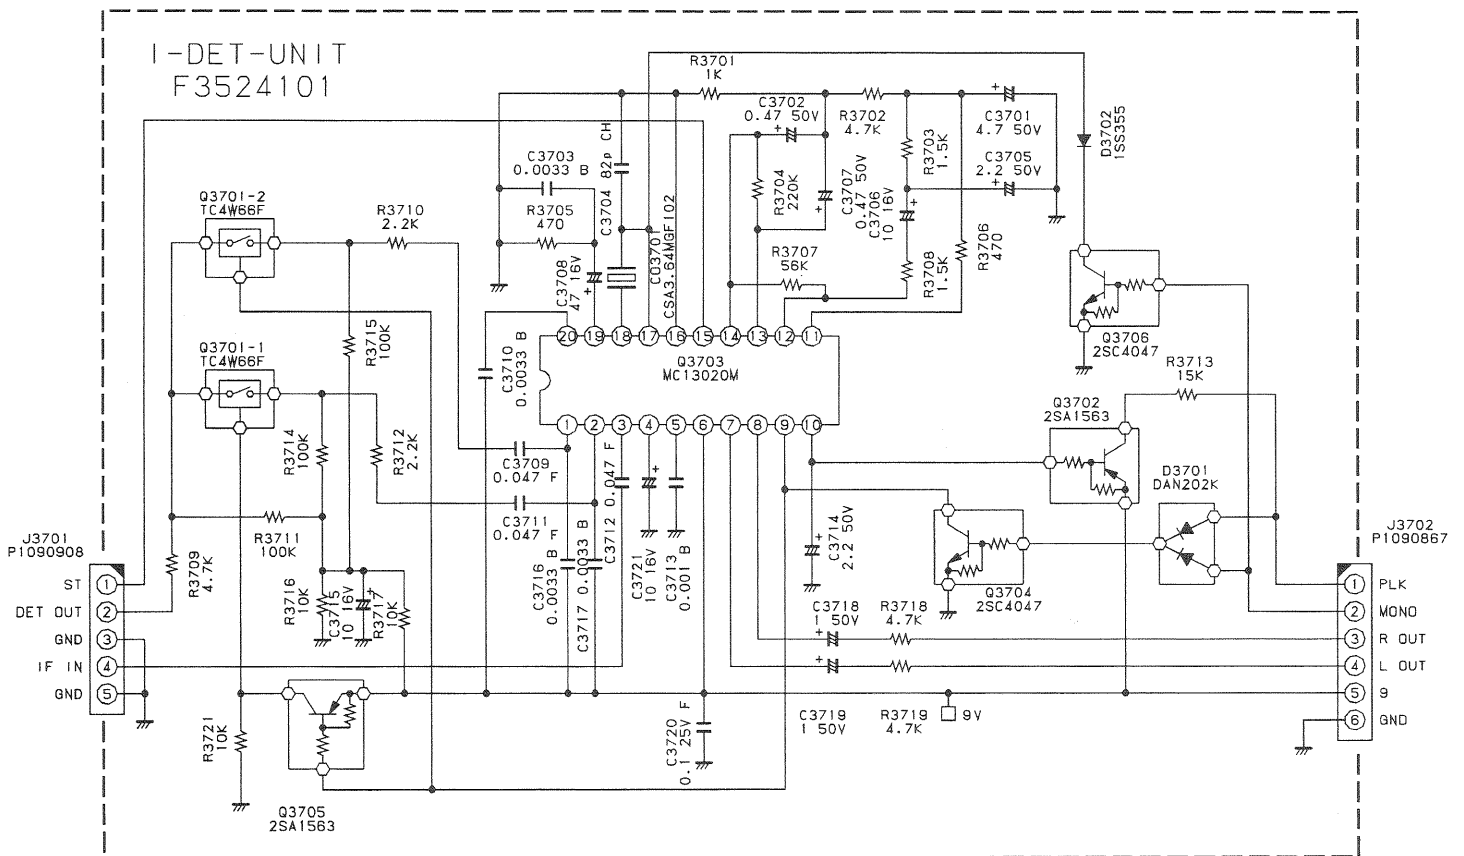 I-DET-UNIT
F3524101
R3701
1K
C3702
0.47 50V
R3702
4.7K
C3701
4.7 50V
D3702
1SS355
R3703
1.5K
C3705
2.2 50V
C3703
0.0033 B
C3704 82p CH
R3704
220K
C3707
0.47 50V
C3706
10 16V
Q3701-2
TC4W66F
R3710
2.2K
R3705
470
C3708
47 16V
CO3701
CSA3.64MGF102
R3707
56K
R3708
1.5K
R3706
470
Q3706
2SC4047
R3715
100K
Q3701-1
TC4W66F
C3710
0.0033 B
20 19 18 17 16 15 14 13 12 11
Q3703
MC13020M
1 2 3 4 5 6 7 8 9 10
R3713
15K
Q3702
2SA1563
R3714
100K
R3712
2.2K
C3709
0.047 F
C3711
0.047 F
C3712 0.047 F
D3701
DAN202K
R3711
100K
R3709
4.7K
C3716
0.0033 B
C3717 0.0033 B
C3721
10 16V
C3713
0.001 B
C3714
2.2 50V
Q3704
2SC4047
J3701
P1090908
ST 1
DET OUT 2
GND 3
IF IN 4
GND 5
R3716
10K
C3715
10 16V
R3717
10K
J3702
P1090867
1 PLK
2 MONO
3 R OUT
4 L OUT
5 9
6 GND
C3718
1 50V
R3718
4.7K
C3719
1 50V
R3719
4.7K
9V
R3721
10K
C3720
0.1 25V F
Q3705
2SA1563